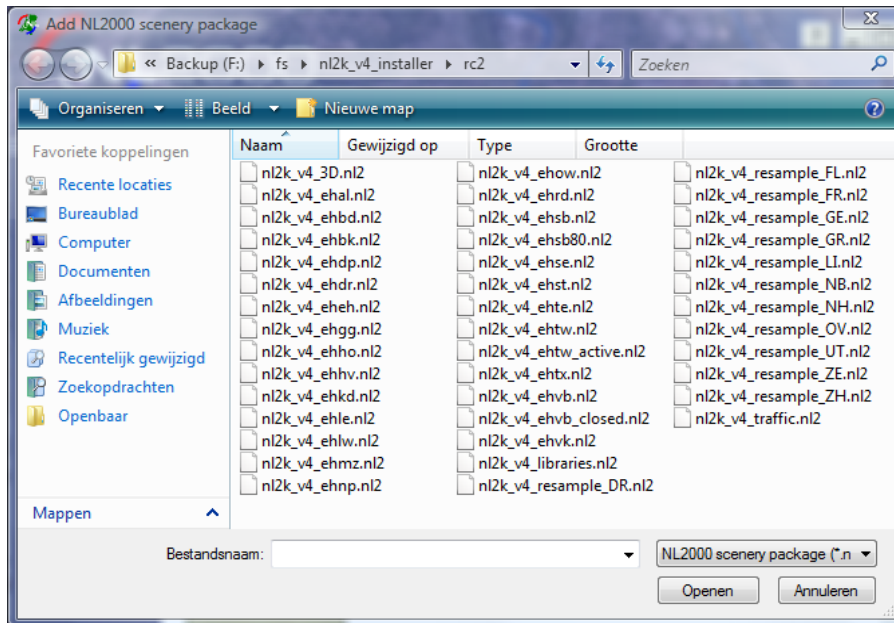 Add NL2000 scenery package
« Backup (F:) fs nl2k_v4_installer rc2
Zoeken
Organiseren Beeld Nieuwe map
Favoriete koppelingen
Recente locaties
Bureaublad
Computer
Documenten
Afbeeldingen
Muziek
Recentelijk gewijzigd
Zoekopdrachten
Openbaar
Mappen
Naam Gewijzigd op Type Grootte
nl2k_v4_3D.nl2
nl2k_v4_ehal.nl2
nl2k_v4_ehbd.nl2
nl2k_v4_ehbk.nl2
nl2k_v4_ehdp.nl2
nl2k_v4_ehdr.nl2
nl2k_v4_eheh.nl2
nl2k_v4_ehgg.nl2
nl2k_v4_ehho.nl2
nl2k_v4_ehhv.nl2
nl2k_v4_ehkd.nl2
nl2k_v4_ehle.nl2
nl2k_v4_ehlw.nl2
nl2k_v4_ehmz.nl2
nl2k_v4_ehnp.nl2
nl2k_v4_ehow.nl2
nl2k_v4_ehrd.nl2
nl2k_v4_ehsb.nl2
nl2k_v4_ehsb80.nl2
nl2k_v4_ehse.nl2
nl2k_v4_ehst.nl2
nl2k_v4_ehte.nl2
nl2k_v4_ehtw.nl2
nl2k_v4_ehtw_active.nl2
nl2k_v4_ehtx.nl2
nl2k_v4_ehvb.nl2
nl2k_v4_ehvb_closed.nl2
nl2k_v4_ehvk.nl2
nl2k_v4_libraries.nl2
nl2k_v4_resample_DR.nl2
nl2k_v4_resample_FL.nl2
nl2k_v4_resample_FR.nl2
nl2k_v4_resample_GE.nl2
nl2k_v4_resample_GR.nl2
nl2k_v4_resample_LI.nl2
nl2k_v4_resample_NB.nl2
nl2k_v4_resample_NH.nl2
nl2k_v4_resample_OV.nl2
nl2k_v4_resample_UT.nl2
nl2k_v4_resample_ZE.nl2
nl2k_v4_resample_ZH.nl2
nl2k_v4_traffic.nl2
Bestandsnaam:
NL2000 scenery package (*.n
Openen Annuleren